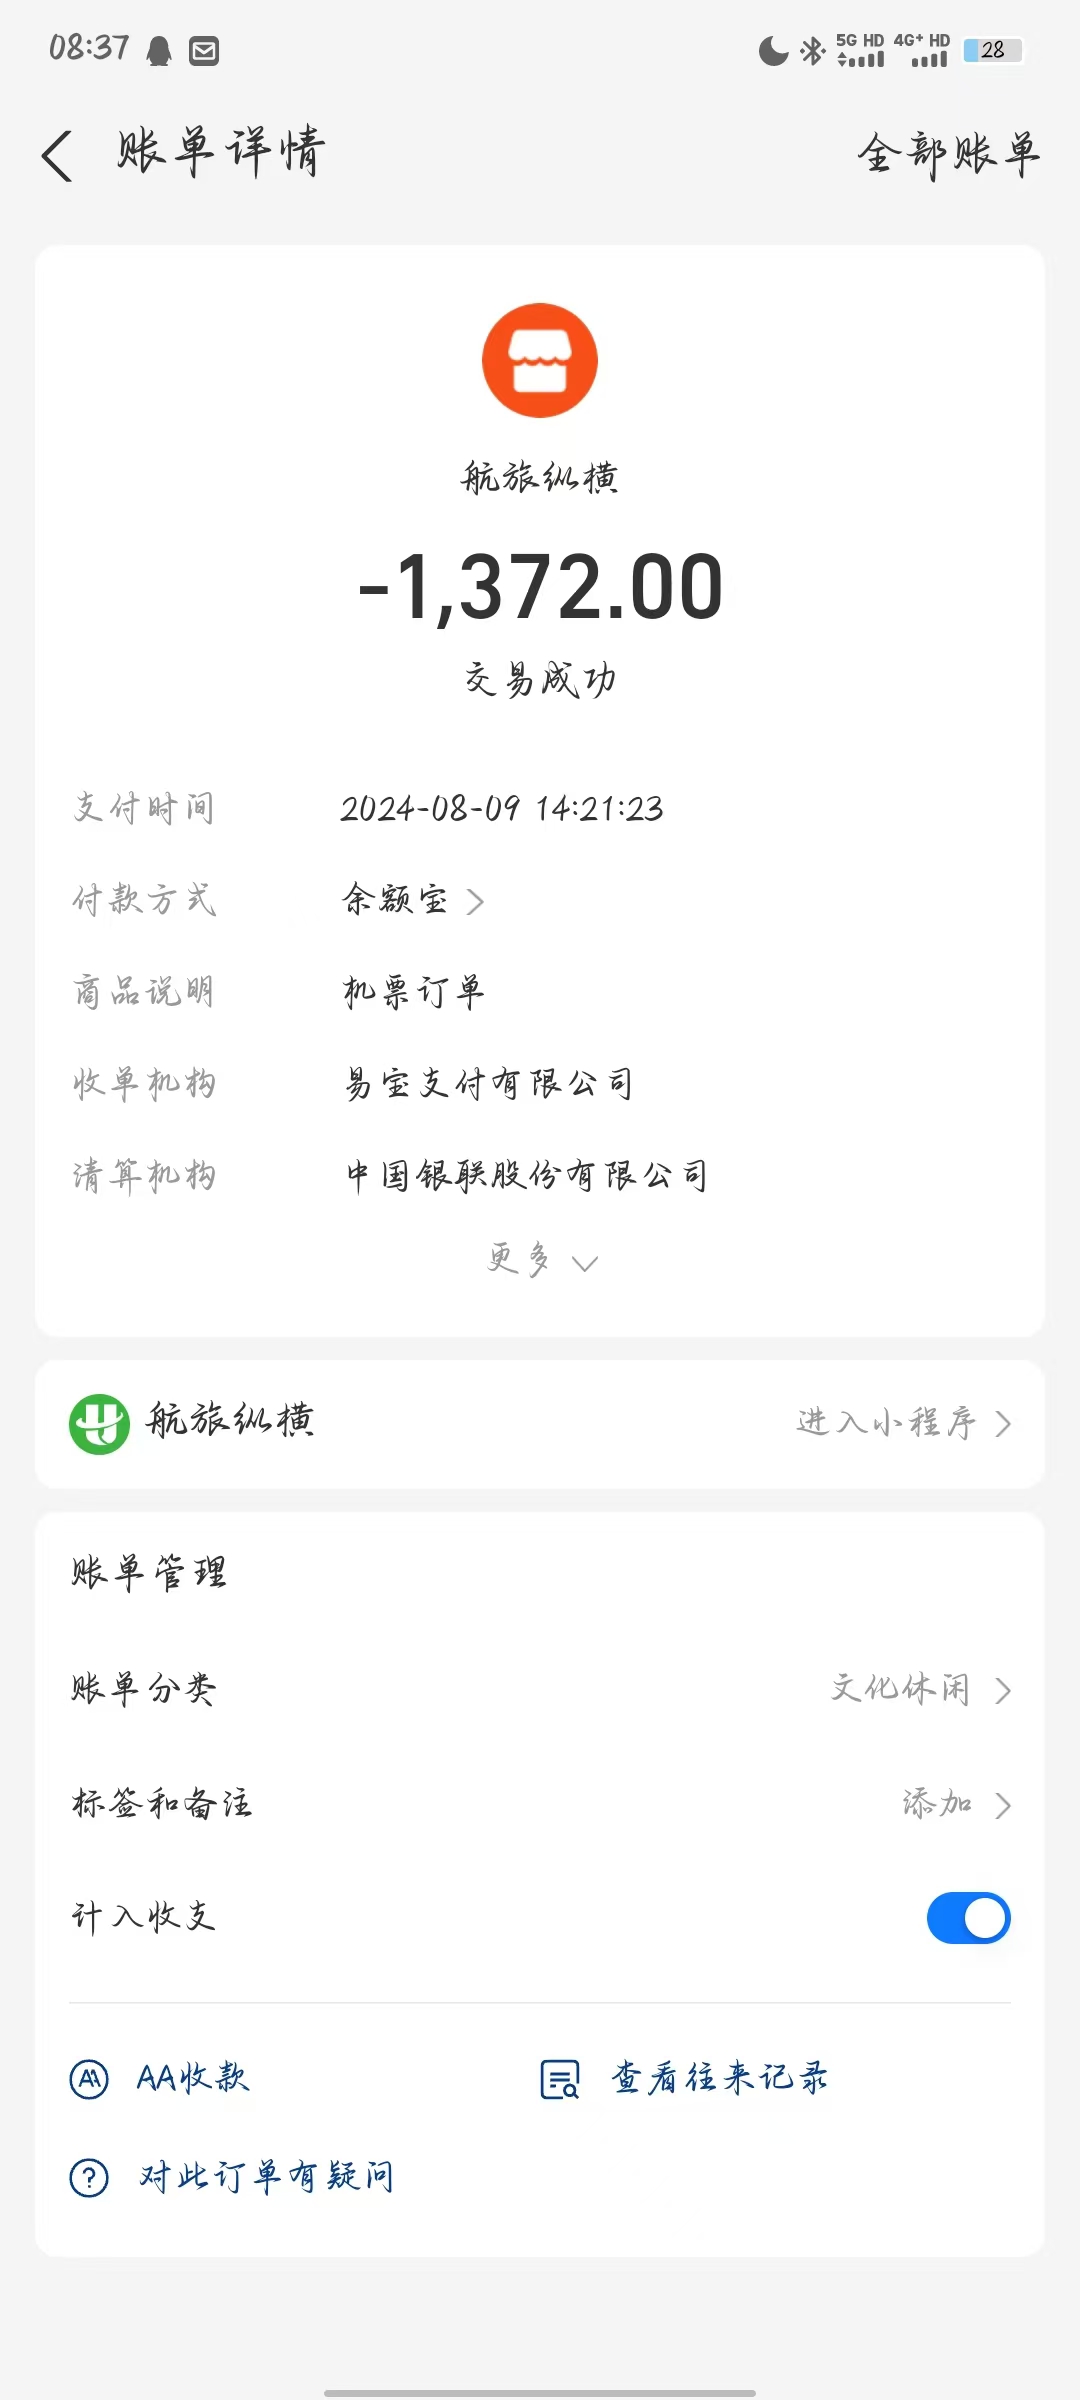 08:37 5G HD 4G+ HD 28
账单详情 全部账单
航旅纵横
-1,372.00
交易成功
支付时间 2024-08-09 14:21:23
付款方式 余额宝
商品说明 机票订单
收单机构 易宝支付有限公司
清算机构 中国银联股份有限公司
更多
航旅纵横 进入小程序
账单管理
账单分类 文化休闲
标签和备注 添加
计入收支
AA收款 查看往来记录
对此订单有疑问